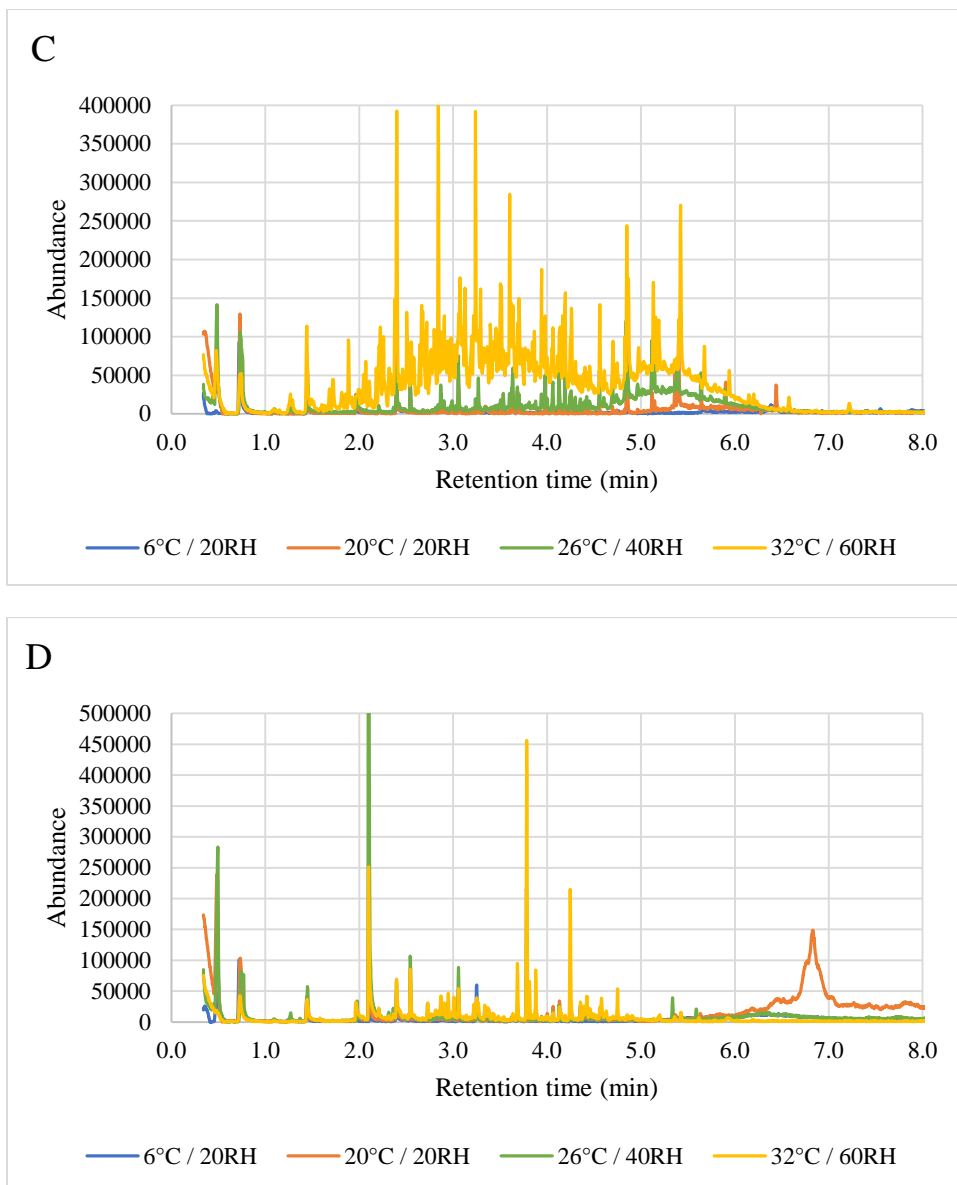 C
400000
350000
300000
250000
200000
150000
100000
50000
0
Abundance
0.0 1.0 2.0 3.0 4.0 5.0 6.0 7.0 8.0
Retention time (min)
6°C / 20RH 20°C / 20RH 26°C / 40RH 32°C / 60RH
D
500000
450000
400000
350000
300000
250000
200000
150000
100000
50000
0
Abundance
0.0 1.0 2.0 3.0 4.0 5.0 6.0 7.0 8.0
Retention time (min)
6°C / 20RH 20°C / 20RH 26°C / 40RH 32°C / 60RH